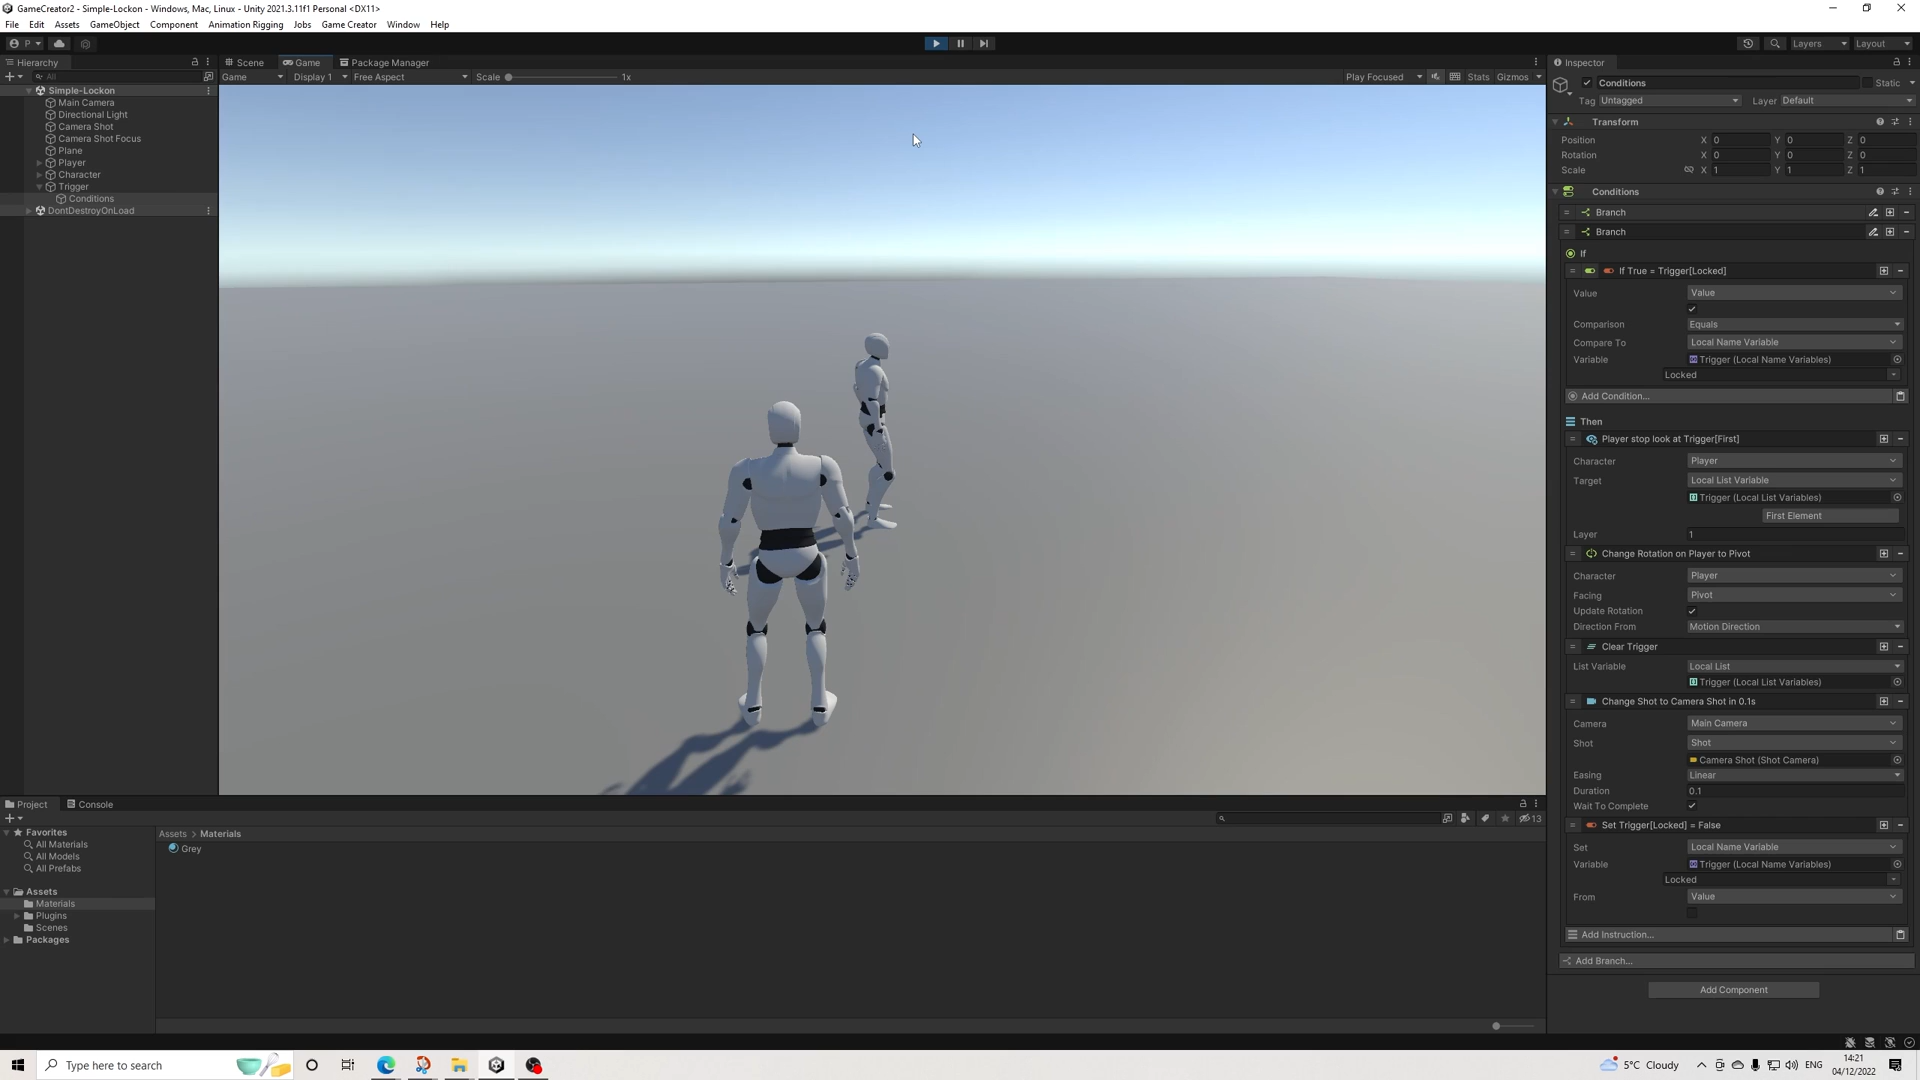 GameCreator2 - Simple-Lockon - Windows, Mac, Linux - Unity 2021.3.11f1 Personal <DX11>
File Edit Assets GameObject Component Animation Rigging Jobs Game Creator Window Help
P Layers Layout
Hierarchy
All
Simple-Lockon
Main Camera
Directional Light
Camera Shot
Camera Shot Focus
Plane
Player
Character
Trigger
Conditions
DontDestroyOnLoad
Scene Game Package Manager
Game Display 1 Free Aspect Scale 1x Play Focused Stats Gizmos
Inspector
Conditions Static
Tag Untagged Layer Default
Transform
Position X 0 Y 0 Z 0
Rotation X 0 Y 0 Z 0
Scale X 1 Y 1 Z 1
Conditions
Branch
Branch
If
If True = Trigger[Locked]
Value Value
Comparison Equals
Compare To Local Name Variable
Variable Trigger (Local Name Variables)
Locked
Add Condition...
Then
Player stop look at Trigger[First]
Character Player
Target Local List Variable
Trigger (Local List Variables)
First Element
Layer 1
Change Rotation on Player to Pivot
Character Player
Facing Pivot
Update Rotation
Direction From Motion Direction
Clear Trigger
List Variable Local List
Trigger (Local List Variables)
Change Shot to Camera Shot in 0.1s
Camera Main Camera
Shot Shot
Camera Shot (Shot Camera)
Easing Linear
Duration 0.1
Wait To Complete
Set Trigger[Locked] = False
Set Local Name Variable
Variable Trigger (Local Name Variables)
Locked
From Value
Add Instruction...
Add Branch...
Add Component
Project Console
13
Favorites
All Materials
All Models
All Prefabs
Assets
Materials
Plugins
Scenes
Packages
Assets > Materials
Grey
Type here to search
5°C Cloudy
ENG
14:21
04/12/2022